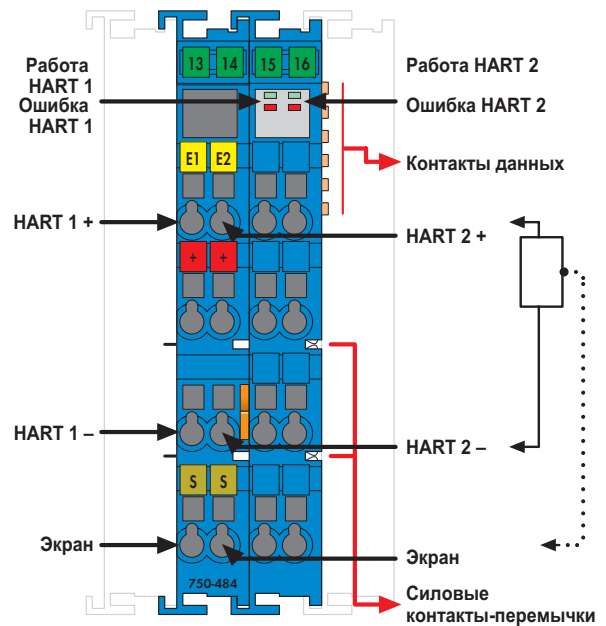 13 14 15 16
Работа
HART 1
Ошибка
HART 1
Работа HART 2
Ошибка HART 2
Контакты данных
E1 E2
HART 1 +
HART 2 +
+ +
HART 1 –
HART 2 –
S S
Экран
Экран
750-484
Силовые
контакты-перемычки